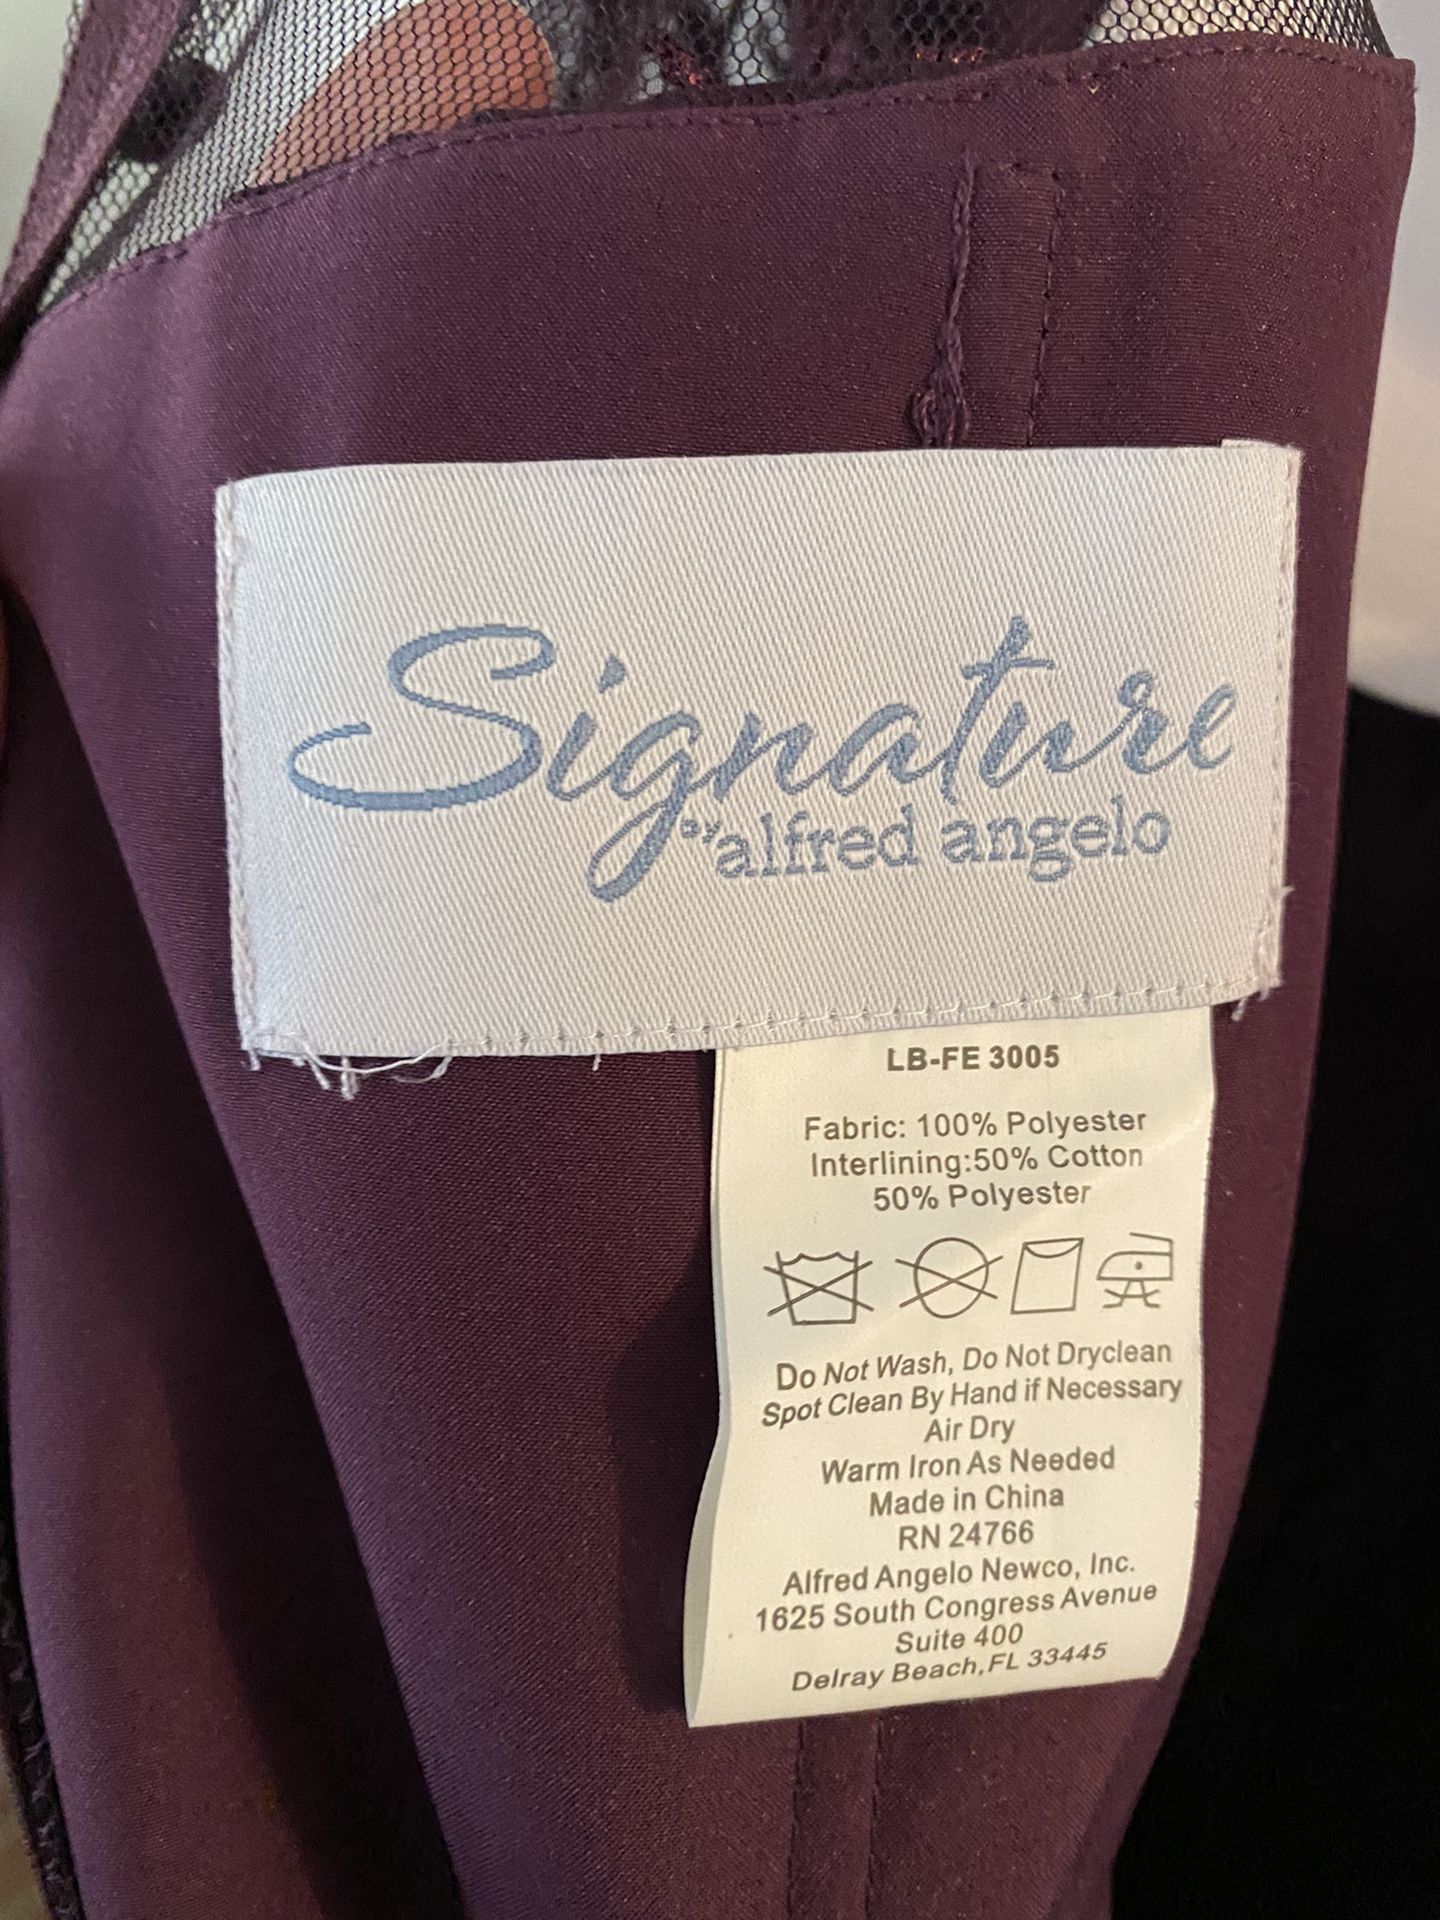 Signature
by alfred angelo
LB-FE 3005
Fabric: 100% Polyester
Interlining:50% Cotton
50% Polyester
Do Not Wash, Do Not Dryclean
Spot Clean By Hand if Necessary
Air Dry
Warm Iron As Needed
Made in China
RN 24766
Alfred Angelo Newco, Inc.
1625 South Congress Avenue
Suite 400
Delray Beach,FL 33445